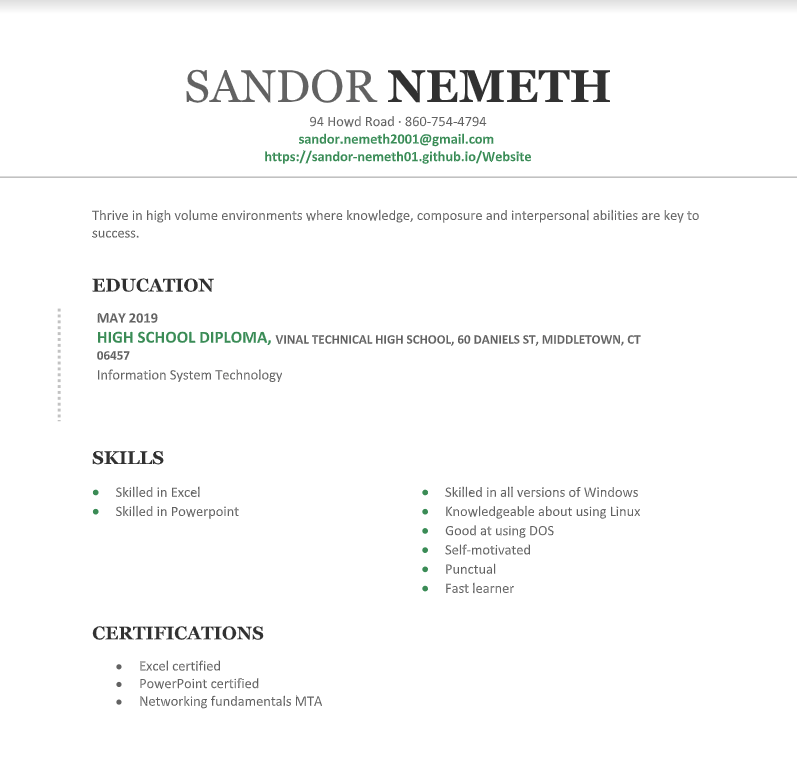 SANDOR NEMETH
94 Howd Road · 860-754-4794
sandor.nemeth2001@gmail.com
https://sandor-nemeth01.github.io/Website
Thrive in high volume environments where knowledge, composure and interpersonal abilities are key to
success.
EDUCATION
MAY 2019
HIGH SCHOOL DIPLOMA, VINAL TECHNICAL HIGH SCHOOL, 60 DANIELS ST, MIDDLETOWN, CT
06457
Information System Technology
SKILLS
• Skilled in Excel
• Skilled in Powerpoint
• Skilled in all versions of Windows
• Knowledgeable about using Linux
• Good at using DOS
• Self-motivated
• Punctual
• Fast learner
CERTIFICATIONS
• Excel certified
• PowerPoint certified
• Networking fundamentals MTA